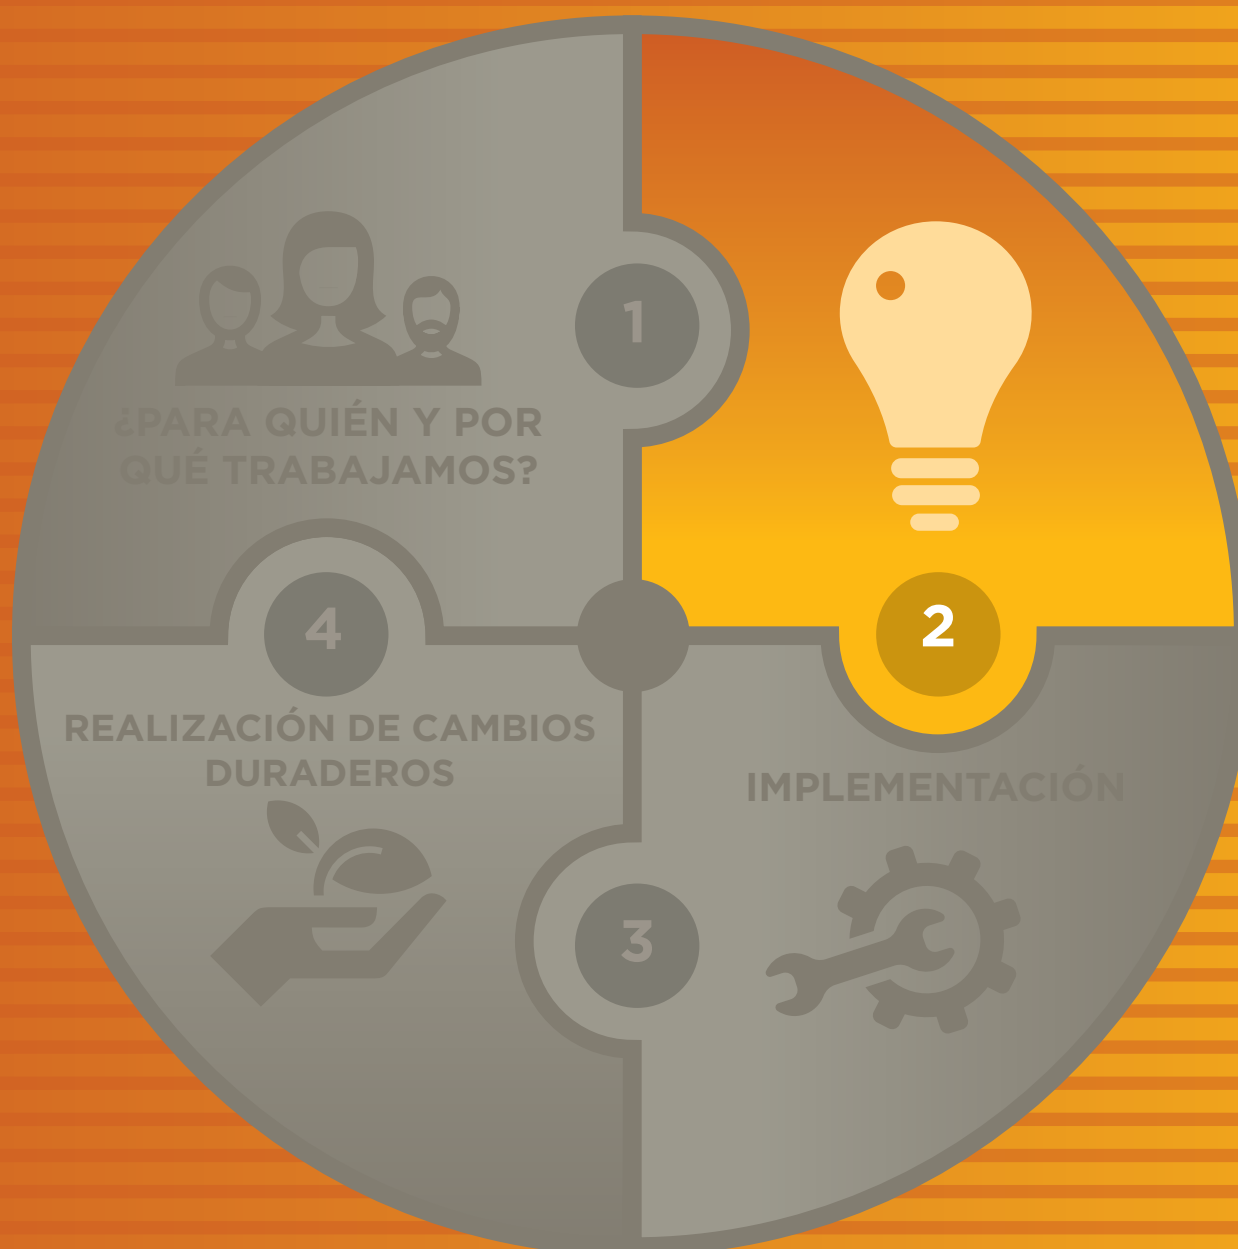 1
¿PARA QUIÉN Y POR
QUÉ TRABAJAMOS?
2
4
REALIZACIÓN DE CAMBIOS
DURADEROS
IMPLEMENTACIÓN
3